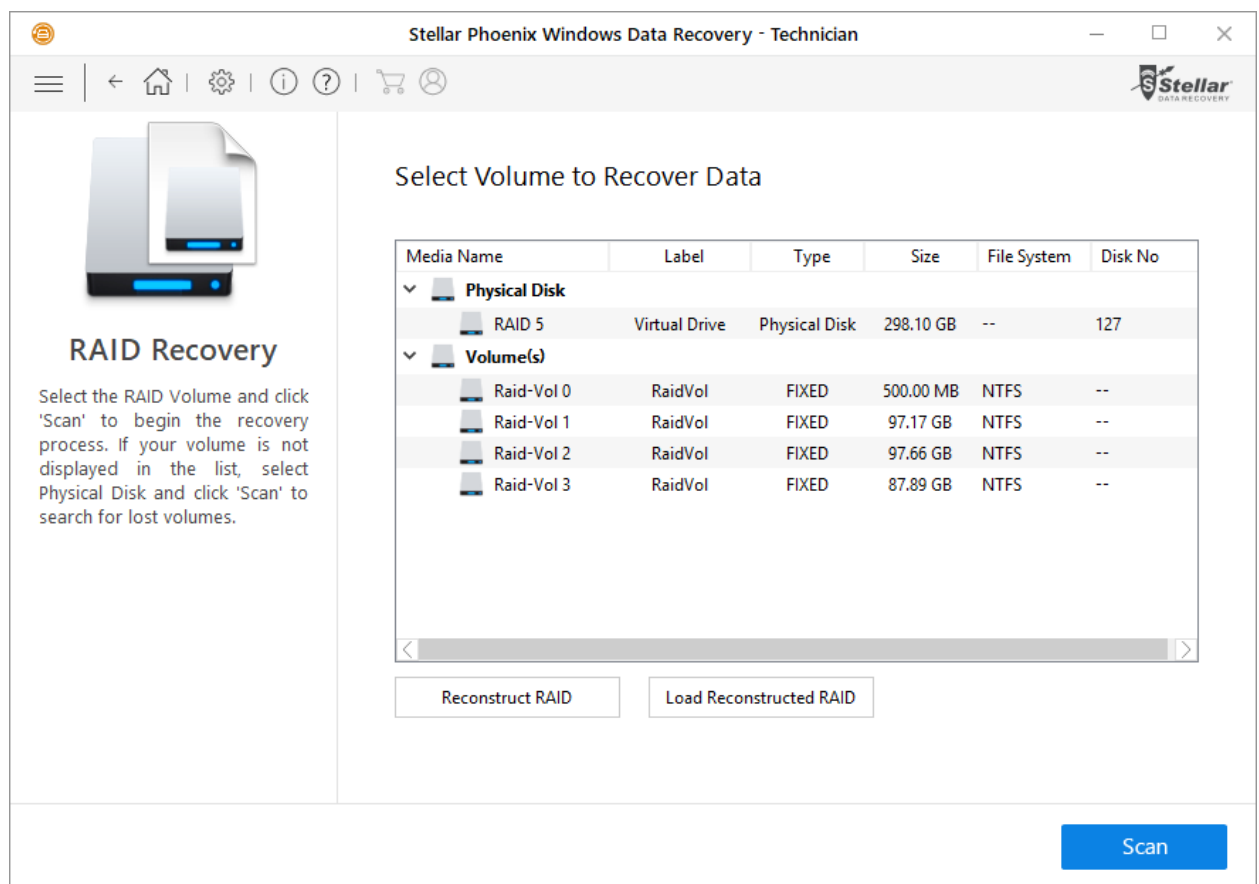 Stellar Phoenix Windows Data Recovery - Technician
Stellar
DATA RECOVERY
RAID Recovery
Select the RAID Volume and click
'Scan' to begin the recovery
process. If your volume is not
displayed in the list, select
Physical Disk and click 'Scan' to
search for lost volumes.
Select Volume to Recover Data
Media Name Label Type Size File System Disk No
Physical Disk
RAID 5 Virtual Drive Physical Disk 298.10 GB -- 127
Volume(s)
Raid-Vol 0 RaidVol FIXED 500.00 MB NTFS --
Raid-Vol 1 RaidVol FIXED 97.17 GB NTFS --
Raid-Vol 2 RaidVol FIXED 97.66 GB NTFS --
Raid-Vol 3 RaidVol FIXED 87.89 GB NTFS --
Reconstruct RAID Load Reconstructed RAID
Scan